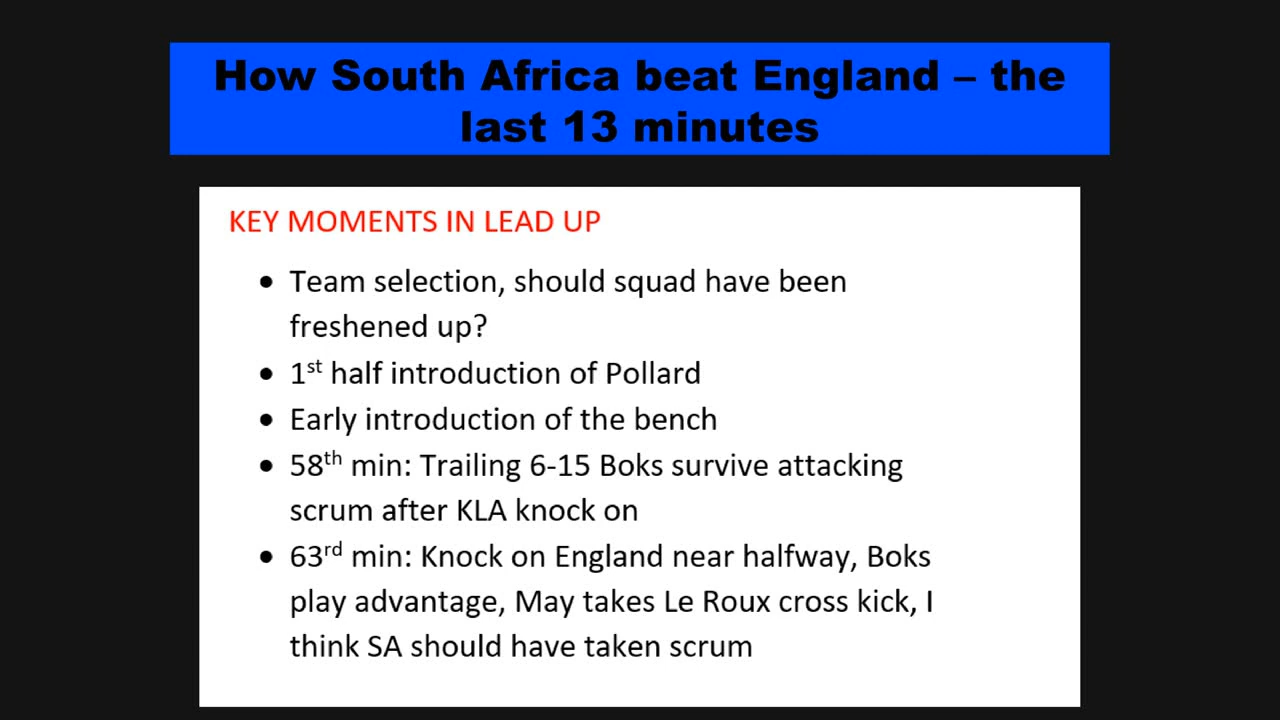 How South Africa beat England – the
last 13 minutes
KEY MOMENTS IN LEAD UP
• Team selection, should squad have been
freshened up?
• 1st half introduction of Pollard
• Early introduction of the bench
• 58th min: Trailing 6-15 Boks survive attacking
scrum after KLA knock on
• 63rd min: Knock on England near halfway, Boks
play advantage, May takes Le Roux cross kick, I
think SA should have taken scrum